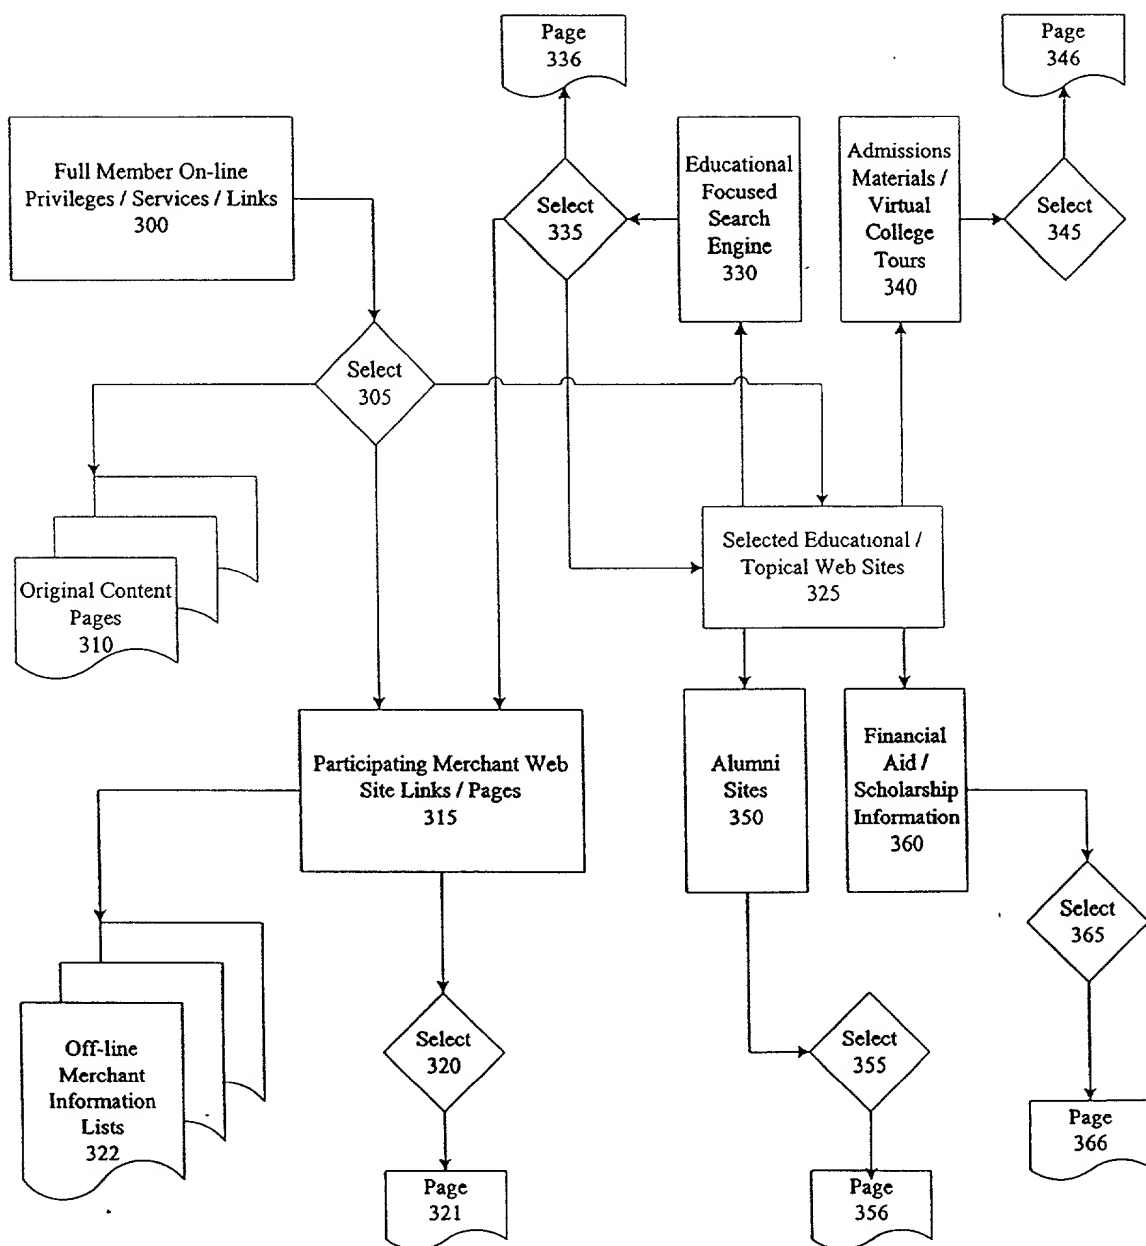 Page
336
Page
346
Full Member On-line
Privileges / Services / Links
300
Educational
Focused
Search
Engine
330
Admissions
Materials /
Virtual
College
Tours
340
Select
335
Select
345
Select
305
Selected Educational /
Topical Web Sites
325
Original Content
Pages
310
Participating Merchant Web
Site Links / Pages
315
Alumni
Sites
350
Financial
Aid /
Scholarship
Information
360
Select
365
Off-line
Merchant
Information
Lists
322
Select
320
Select
355
Page
366
Page
321
Page
356